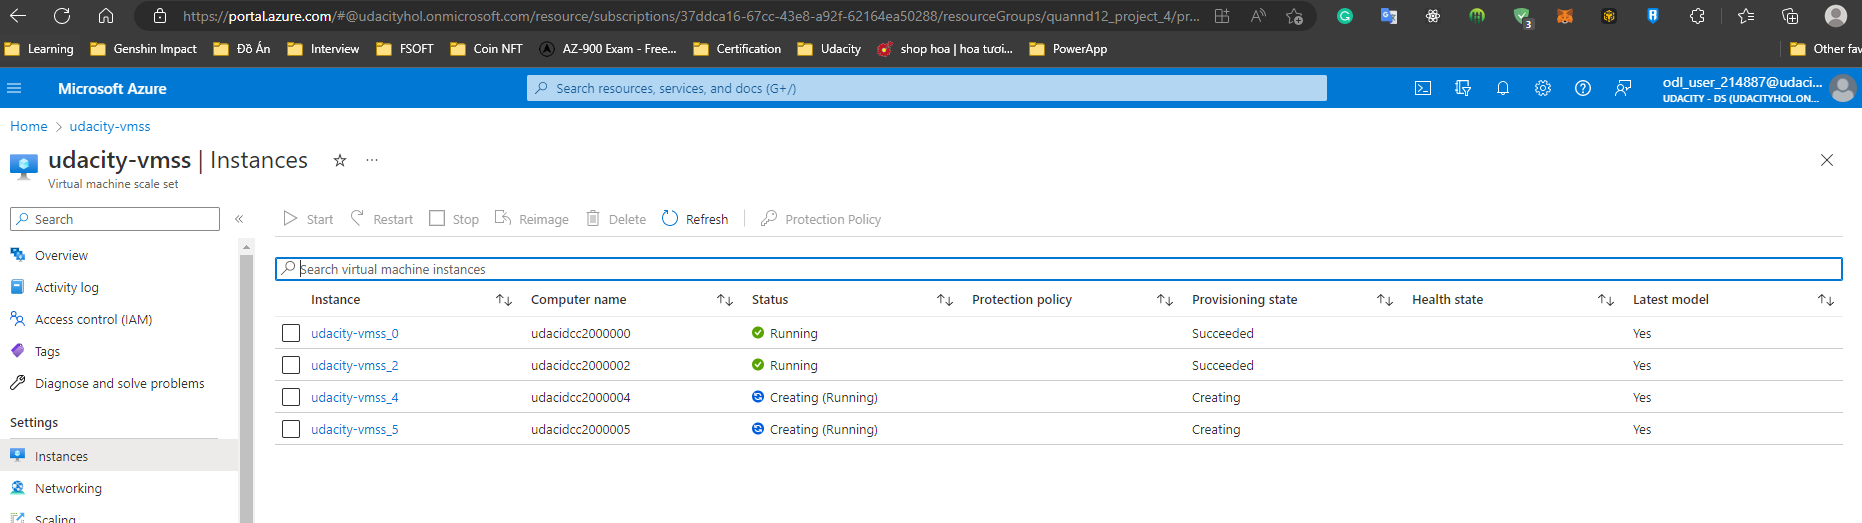 https://portal.azure.com/#@udacityhol.onmicrosoft.com/resource/subscriptions/37ddca16-67cc-43e8-a92f-62164ea50288/resourceGroups/quannd12_project_4/pr...
3
Learning Genshin Impact Đồ Án Interview FSOFT Coin NFT AZ-900 Exam - Free... Certification Udacity shop hoa | hoa tươi... PowerApp Other fav
Microsoft Azure
Search resources, services, and docs (G+/)
odl_user_214887@udaci...
UDACITY - DS (UDACITYHOL.ON...
Home > udacity-vmss
udacity-vmss | Instances ☆ ...
Virtual machine scale set
Search «
Start Restart Stop Reimage Delete Refresh Protection Policy
Overview
Activity log
Access control (IAM)
Tags
Diagnose and solve problems
Settings
Instances
Networking
Scaling
Search virtual machine instances
Instance Computer name Status Protection policy Provisioning state Health state Latest model
udacity-vmss_0 udacidcc2000000 Running Succeeded Yes
udacity-vmss_2 udacidcc2000002 Running Succeeded Yes
udacity-vmss_4 udacidcc2000004 Creating (Running) Creating Yes
udacity-vmss_5 udacidcc2000005 Creating (Running) Creating Yes